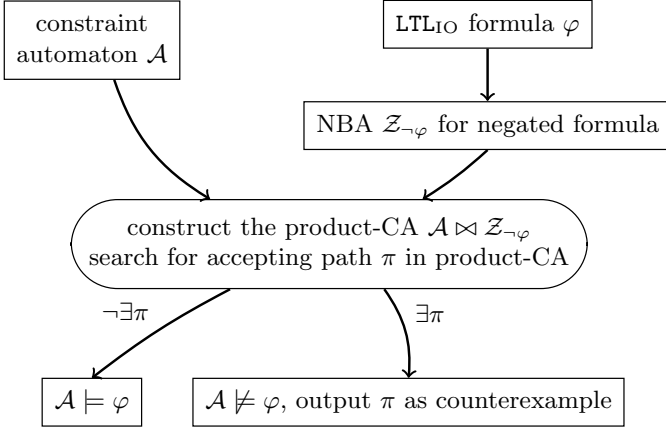 constraint
automaton 𝒜
LTL_IO formula φ
NBA 𝒵_¬φ for negated formula
construct the product-CA 𝒜 ⋈ 𝒵_¬φ
search for accepting path π in product-CA
¬∃π
∃π
𝒜 ⊨ φ
𝒜 ⊭ φ, output π as counterexample